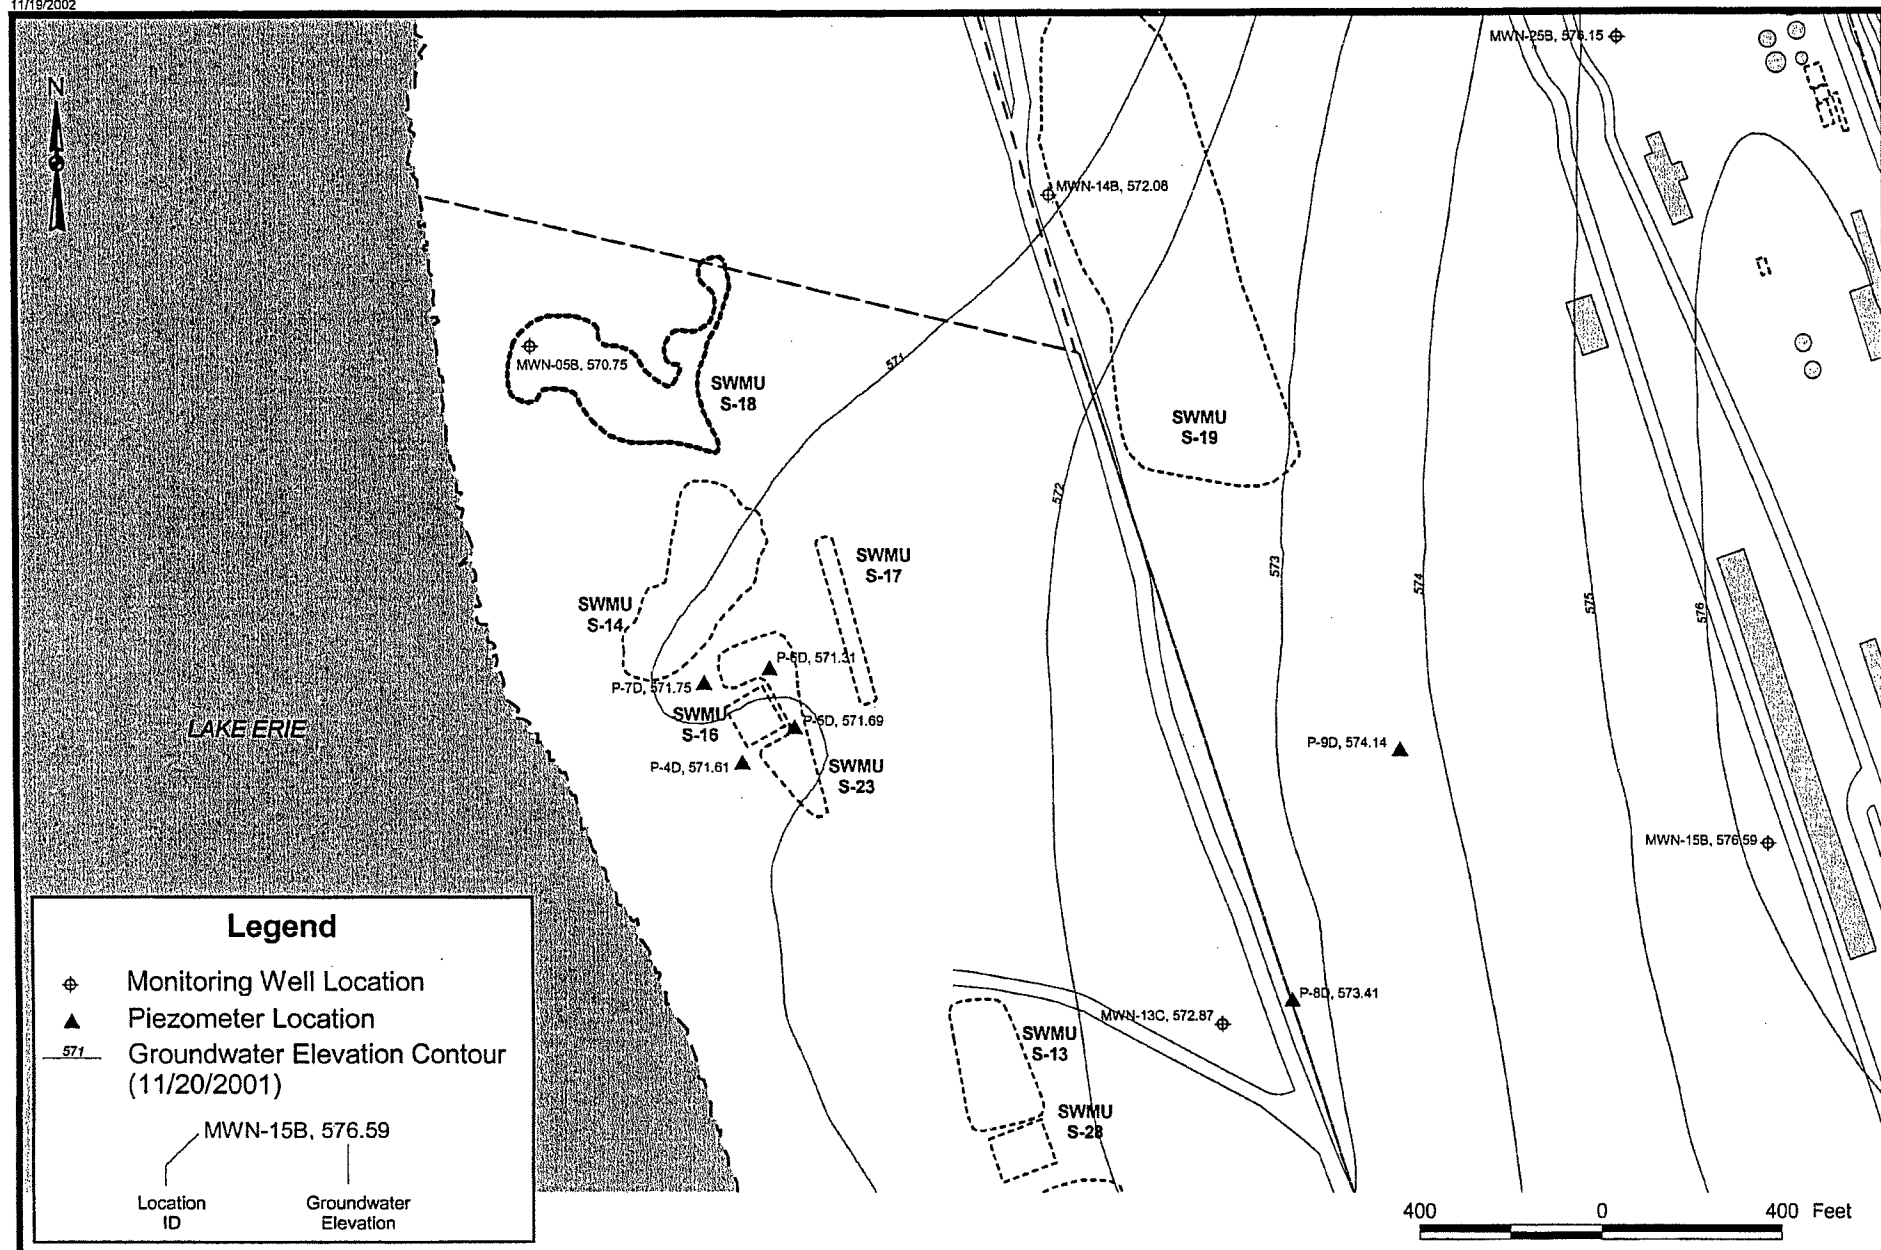 11/19/2002
N
MWN-25B, 576.15
MWN-14B, 572.08
MWN-05B, 570.75
571
SWMU
S-18
SWMU
S-19
572
SWMU
S-17
573
574
575
576
SWMU
S-14
P-6D, 571.31
P-7D, 571.75
SWMU
S-16
P-5D, 571.69
LAKE ERIE
P-4D, 571.61
SWMU
S-23
P-9D, 574.14
MWN-15B, 576.59
P-8D, 573.41
MWN-13C, 572.87
SWMU
S-13
SWMU
S-28
Legend
Monitoring Well Location
Piezometer Location
571
Groundwater Elevation Contour
(11/20/2001)
MWN-15B, 576.59
Location
ID
Groundwater
Elevation
400 0 400 Feet